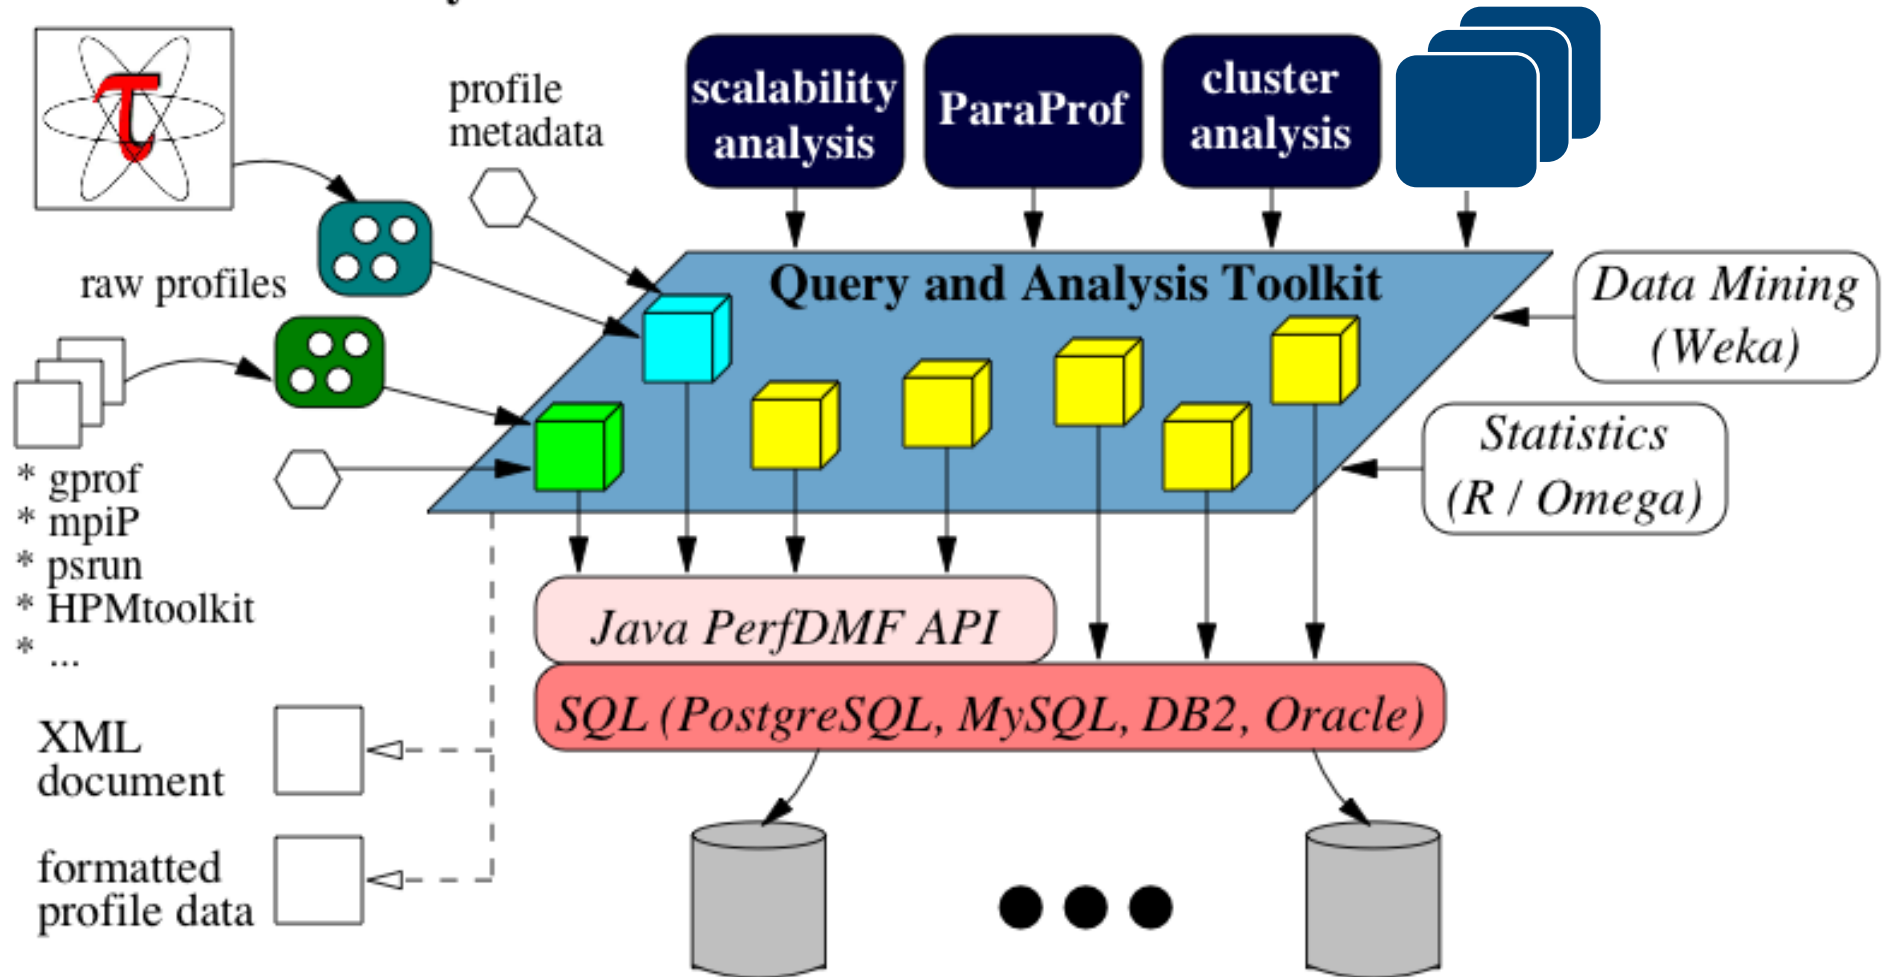 τ
profile
metadata
scalability
analysis
ParaProf
cluster
analysis
raw profiles
Query and Analysis Toolkit
Data Mining
(Weka)
Statistics
(R / Omega)
* gprof
* mpiP
* psrun
* HPMtoolkit
* ...
Java PerfDMF API
SQL (PostgreSQL, MySQL, DB2, Oracle)
XML
document
formatted
profile data